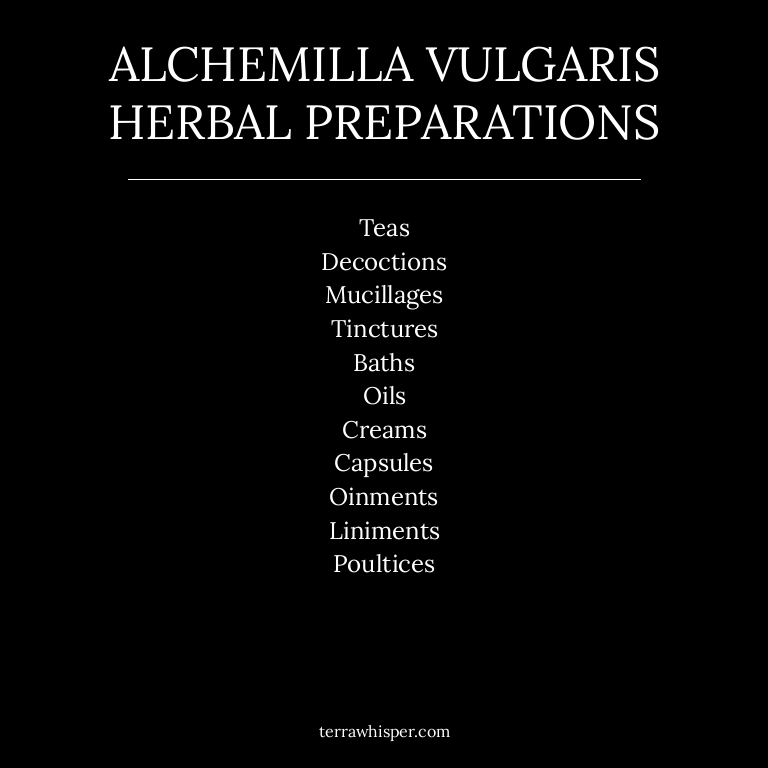 ALCHEMILLA VULGARIS
HERBAL PREPARATIONS
Teas
Decoctions
Mucillages
Tinctures
Baths
Oils
Creams
Capsules
Oinments
Liniments
Poultices
terrawhisper.com